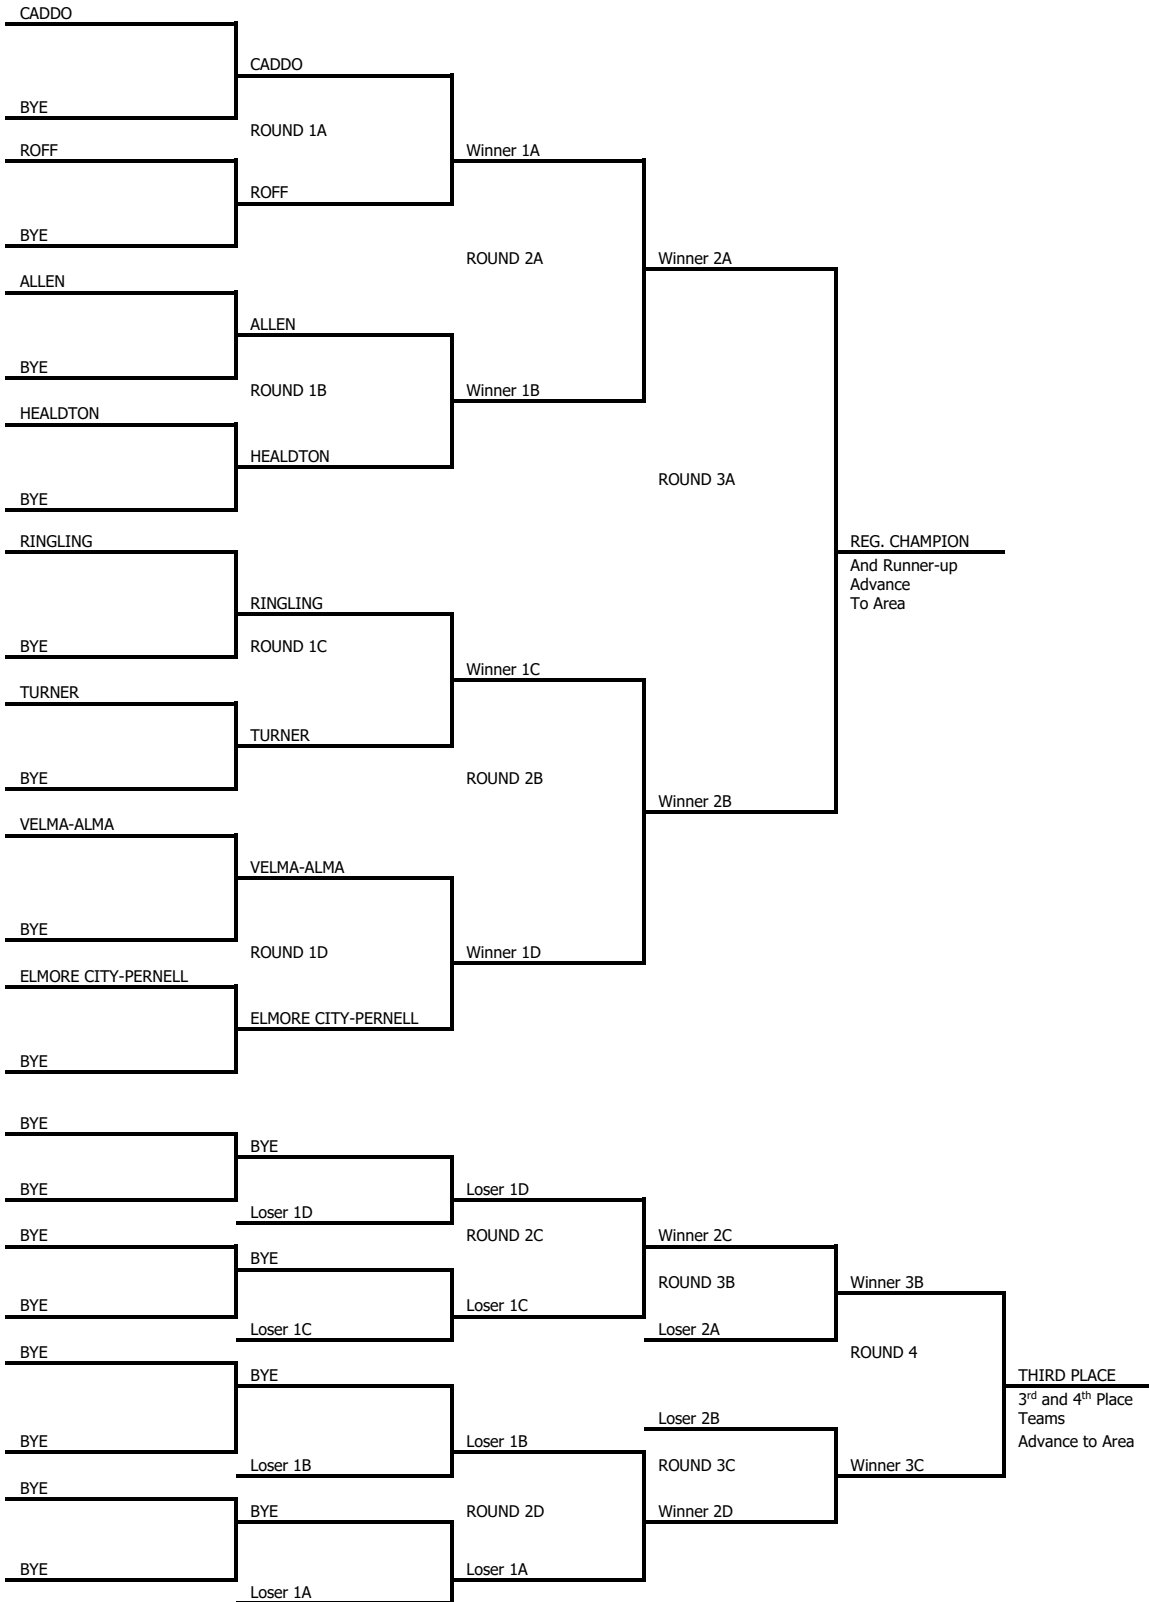 CADDO
CADDO
BYE
ROUND 1A
ROFF
Winner 1A
ROFF
BYE
ROUND 2A
Winner 2A
ALLEN
ALLEN
BYE
ROUND 1B
Winner 1B
HEALDTON
HEALDTON
ROUND 3A
BYE
RINGLING
REG. CHAMPION
And Runner-up
Advance
To Area
RINGLING
BYE
ROUND 1C
Winner 1C
TURNER
TURNER
BYE
ROUND 2B
Winner 2B
VELMA-ALMA
VELMA-ALMA
BYE
ROUND 1D
Winner 1D
ELMORE CITY-PERNELL
ELMORE CITY-PERNELL
BYE
BYE
BYE
BYE
Loser 1D
Loser 1D
BYE
ROUND 2C
Winner 2C
BYE
ROUND 3B
Winner 3B
BYE
Loser 1C
Loser 1C
Loser 2A
BYE
ROUND 4
BYE
THIRD PLACE
3rd and 4th Place
Teams
Advance to Area
Loser 2B
BYE
Loser 1B
Loser 1B
ROUND 3C
Winner 3C
BYE
BYE
ROUND 2D
Winner 2D
BYE
Loser 1A
Loser 1A